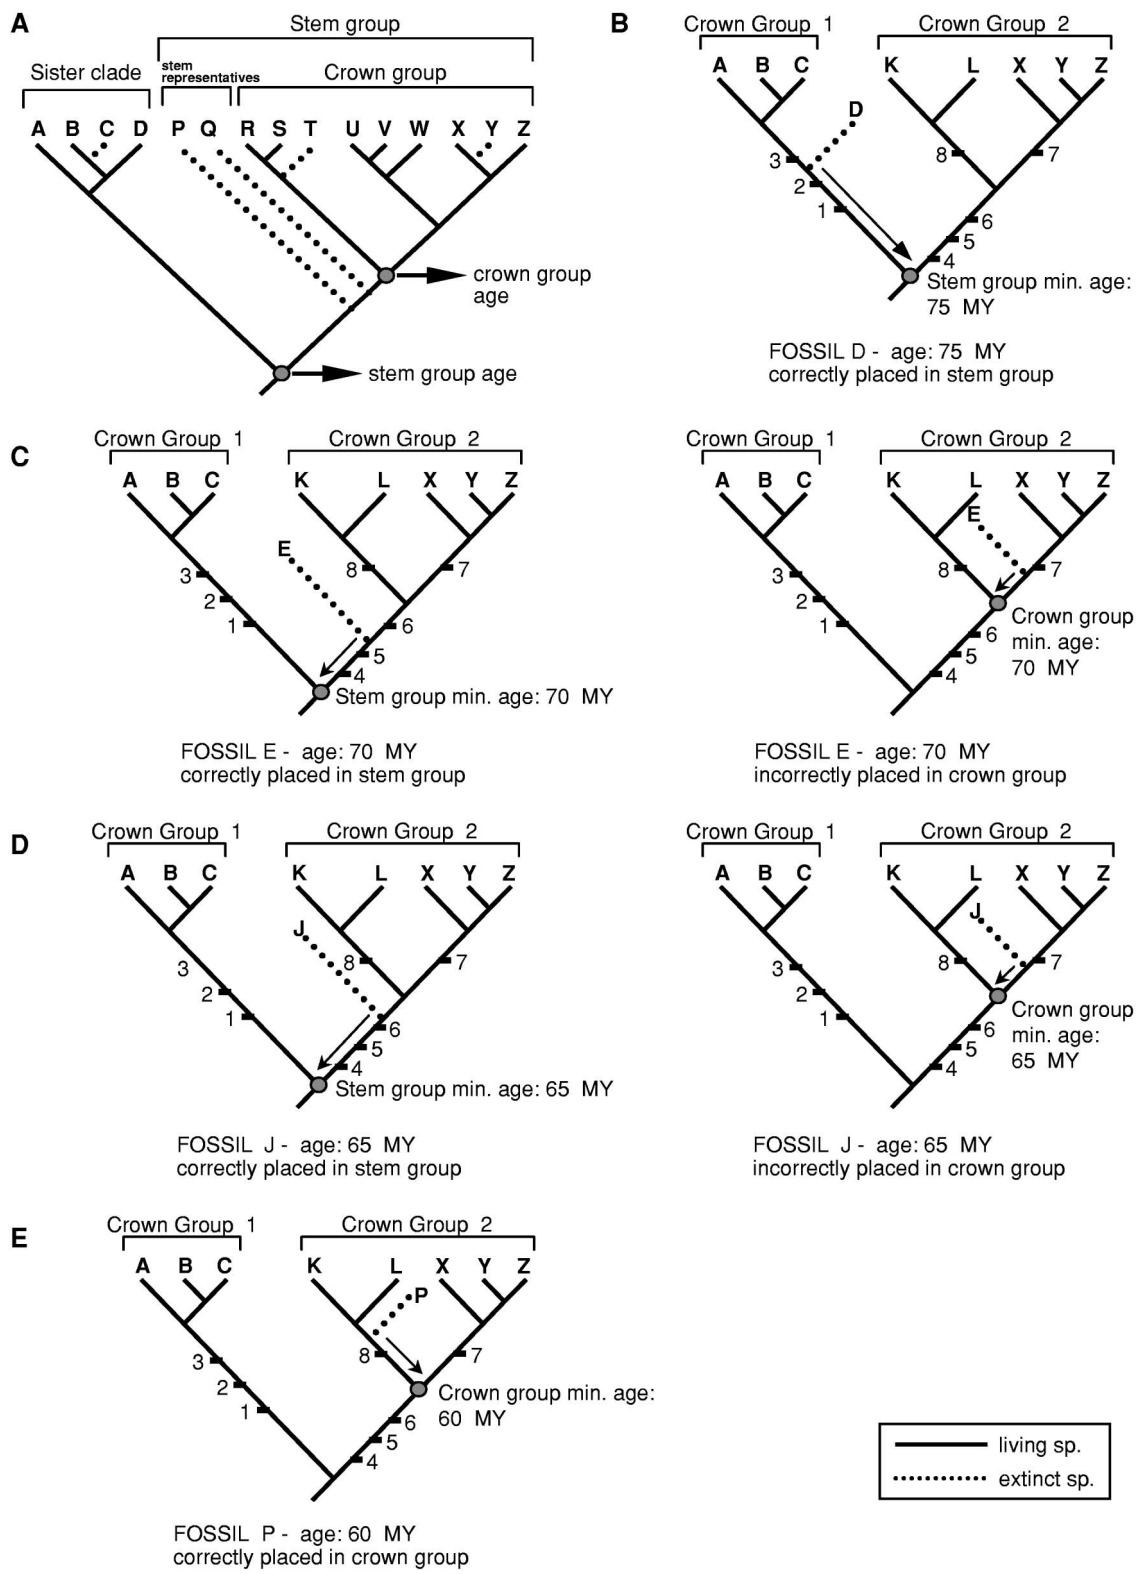 A
Stem group
Sister clade
stem
representatives
Crown group
A B C D P Q R S T U V W X Y Z
crown group
age
stem group age
B
Crown Group 1 Crown Group 2
A B C K L X Y Z
D
3 8 7
2
1 6
5
4
Stem group min. age:
75 MY
FOSSIL D - age: 75 MY
correctly placed in stem group
C
Crown Group 1 Crown Group 2
A B C K L X Y Z
E
3 8 7
2
1 6
5
4
Stem group min. age: 70 MY
FOSSIL E - age: 70 MY
correctly placed in stem group
Crown Group 1 Crown Group 2
A B C K L X Y Z
E
3 8 7
2
1 6
5
4
Crown group
min. age:
70 MY
FOSSIL E - age: 70 MY
incorrectly placed in crown group
D
Crown Group 1 Crown Group 2
A B C K L X Y Z
J
3 8 7
2
1 6
5
4
Stem group min. age: 65 MY
FOSSIL J - age: 65 MY
correctly placed in stem group
Crown Group 1 Crown Group 2
A B C K L X Y Z
J
3 8 7
2
1 6
5
4
Crown group
min. age:
65 MY
FOSSIL J - age: 65 MY
incorrectly placed in crown group
E
Crown Group 1 Crown Group 2
A B C K L X Y Z
P
3 8 7
2
1 6
5
4
Crown group min. age:
60 MY
FOSSIL P - age: 60 MY
correctly placed in crown group
living sp.
extinct sp.